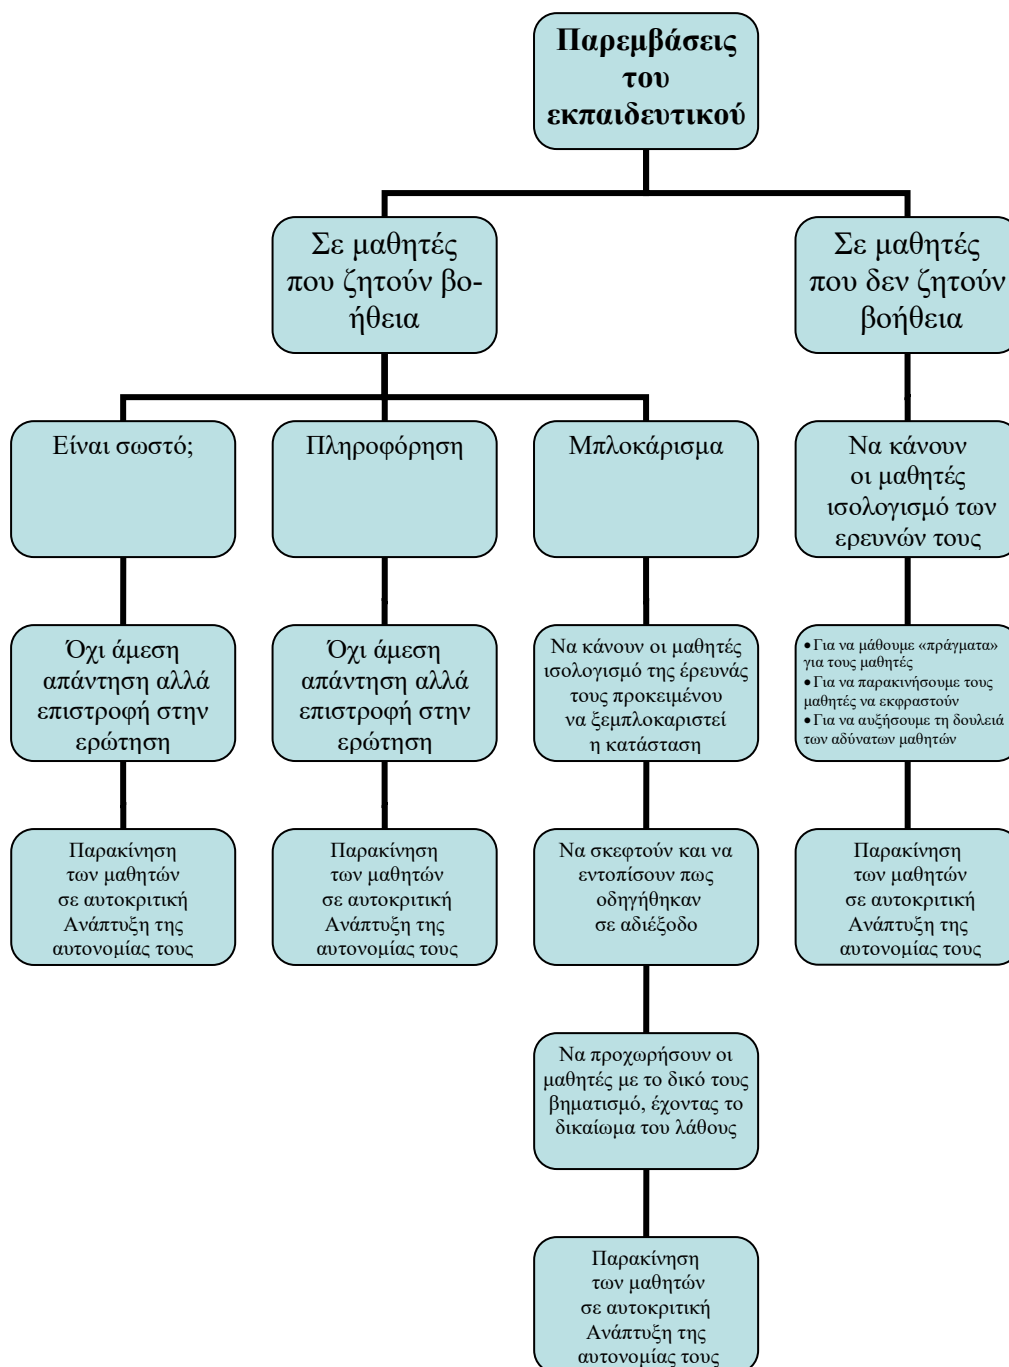 Παρεμβάσεις
του
εκπαιδευτικού
Σε μαθητές
που ζητούν βο-
ήθεια
Σε μαθητές
που δεν ζητούν
βοήθεια
Είναι σωστό;
Πληροφόρηση
Μπλοκάρισμα
Να κάνουν
οι μαθητές
ισολογισμό των
ερευνών τους
Όχι άμεση
απάντηση αλλά
επιστροφή στην
ερώτηση
Όχι άμεση
απάντηση αλλά
επιστροφή στην
ερώτηση
Να κάνουν οι μαθητές
ισολογισμό της έρευνάς
τους προκειμένου
να ξεμπλοκαριστεί
η κατάσταση
• Για να μάθουμε «πράγματα»
για τους μαθητές
• Για να παρακινήσουμε τους
μαθητές να εκφραστούν
• Για να αυξήσουμε τη δουλειά
των αδύνατων μαθητών
Παρακίνηση
των μαθητών
σε αυτοκριτική
Ανάπτυξη της
αυτονομίας τους
Παρακίνηση
των μαθητών
σε αυτοκριτική
Ανάπτυξη της
αυτονομίας τους
Να σκεφτούν και να
εντοπίσουν πως
οδηγήθηκαν
σε αδιέξοδο
Παρακίνηση
των μαθητών
σε αυτοκριτική
Ανάπτυξη της
αυτονομίας τους
Να προχωρήσουν οι
μαθητές με το δικό τους
βηματισμό, έχοντας το
δικαίωμα του λάθους
Παρακίνηση
των μαθητών
σε αυτοκριτική
Ανάπτυξη της
αυτονομίας τους